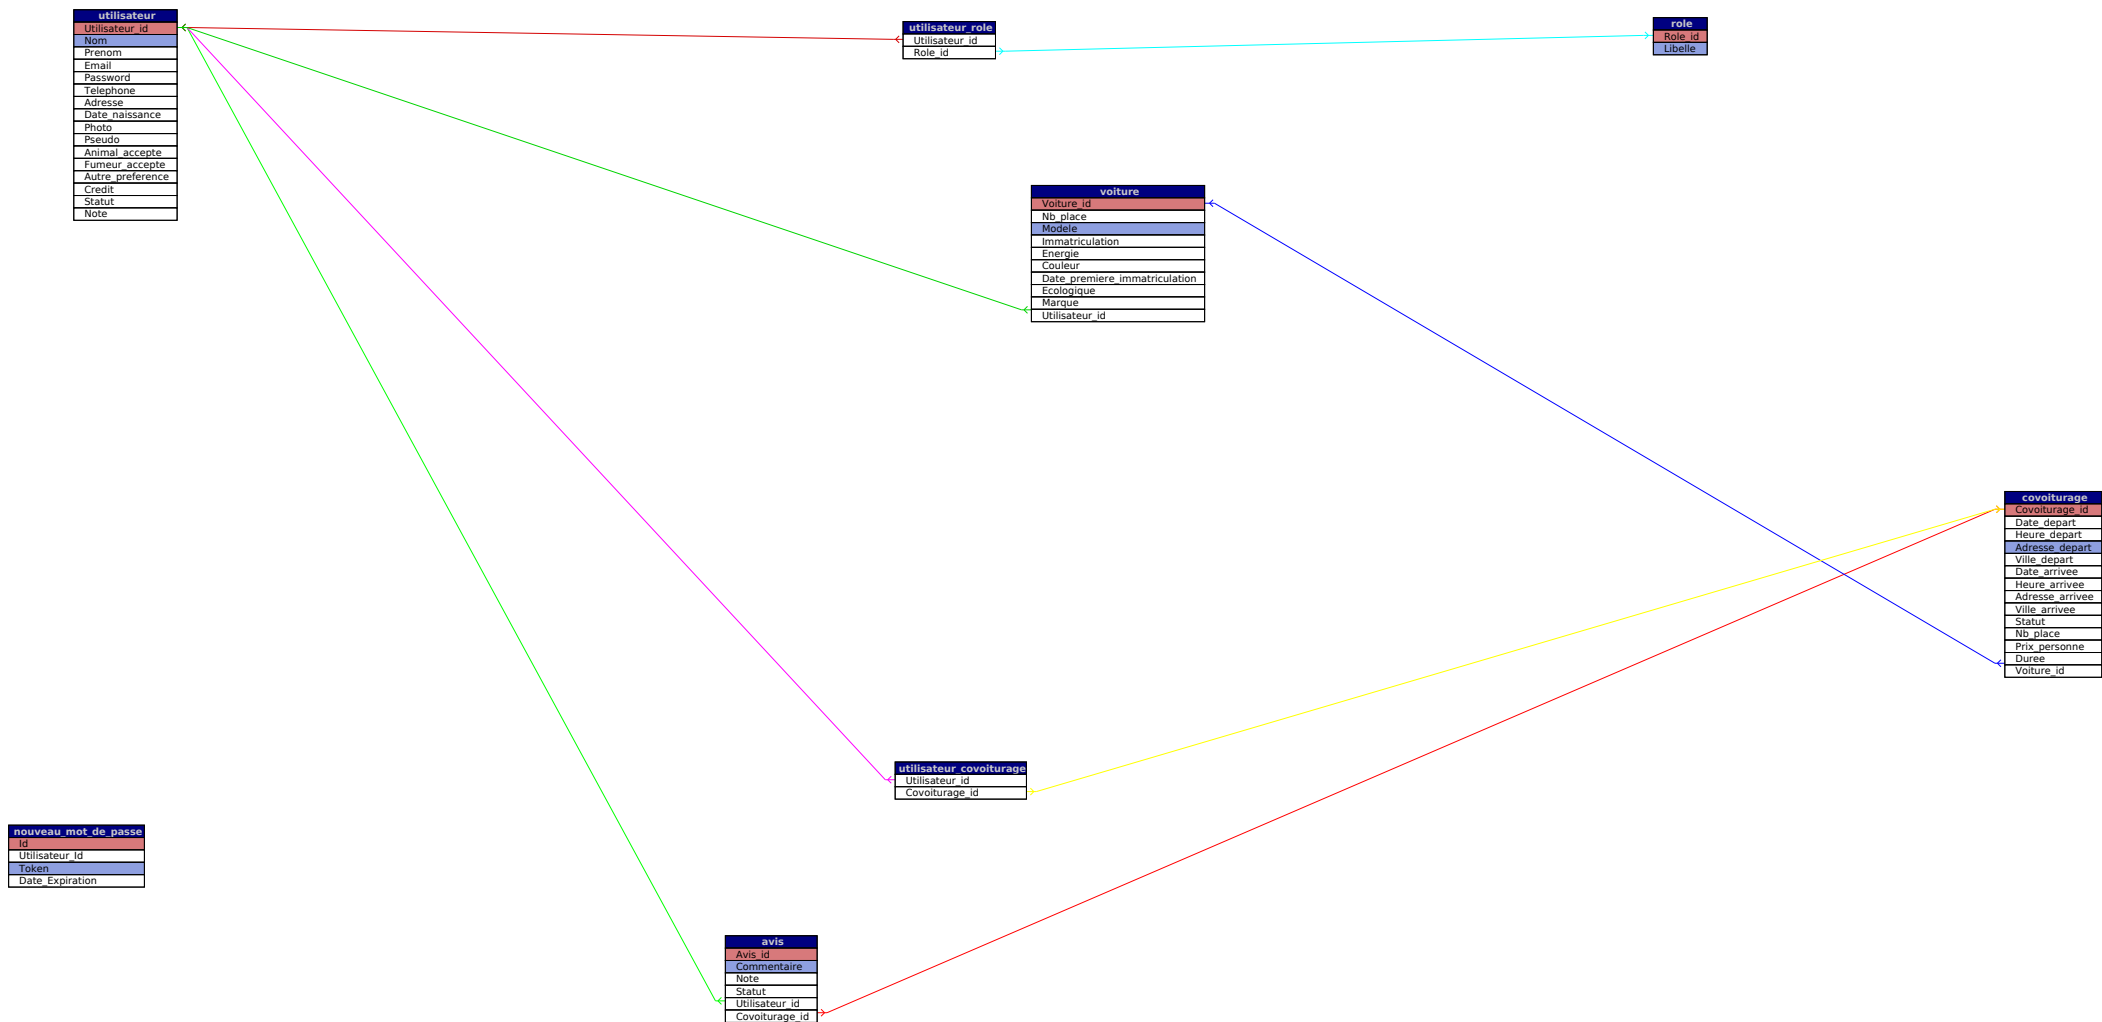 utilisateur
Utilisateur_id
Nom
Prenom
Email
Password
Telephone
Adresse
Date_naissance
Photo
Pseudo
Animal_accepte
Fumeur_accepte
Autre_preference
Credit
Statut
Note
utilisateur_role
Utilisateur_id
Role_id
role
Role_id
Libelle
voiture
Voiture_id
Nb_place
Modele
Immatriculation
Energie
Couleur
Date_premiere_immatriculation
Ecologique
Marque
Utilisateur_id
covoiturage
Covoiturage_id
Date_depart
Heure_depart
Adresse_depart
Ville_depart
Date_arrivee
Heure_arrivee
Adresse_arrivee
Ville_arrivee
Statut
Nb_place
Prix_personne
Duree
Voiture_id
utilisateur_covoiturage
Utilisateur_id
Covoiturage_id
nouveau_mot_de_passe
Id
Utilisateur_Id
Token
Date_Expiration
avis
Avis_id
Commentaire
Note
Statut
Utilisateur_id
Covoiturage_id